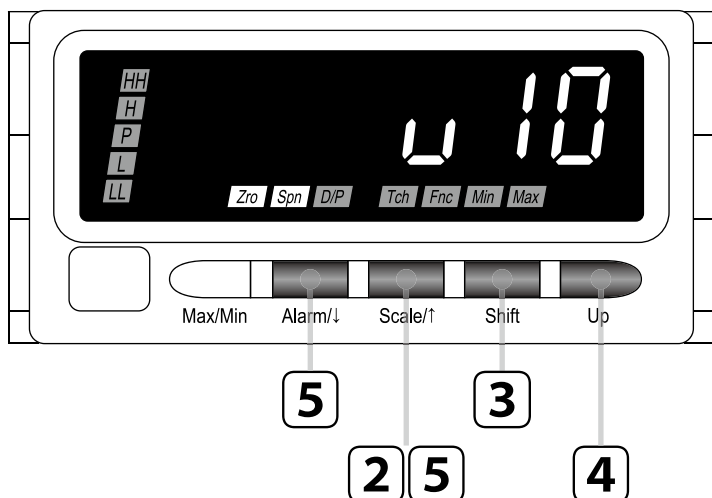 HH
H
P
L
LL
u 10
Zro Spn D/P Tch Fnc Min Max
Max/Min Alarm/↓ Scale/↑ Shift Up
5 3
2 5 4